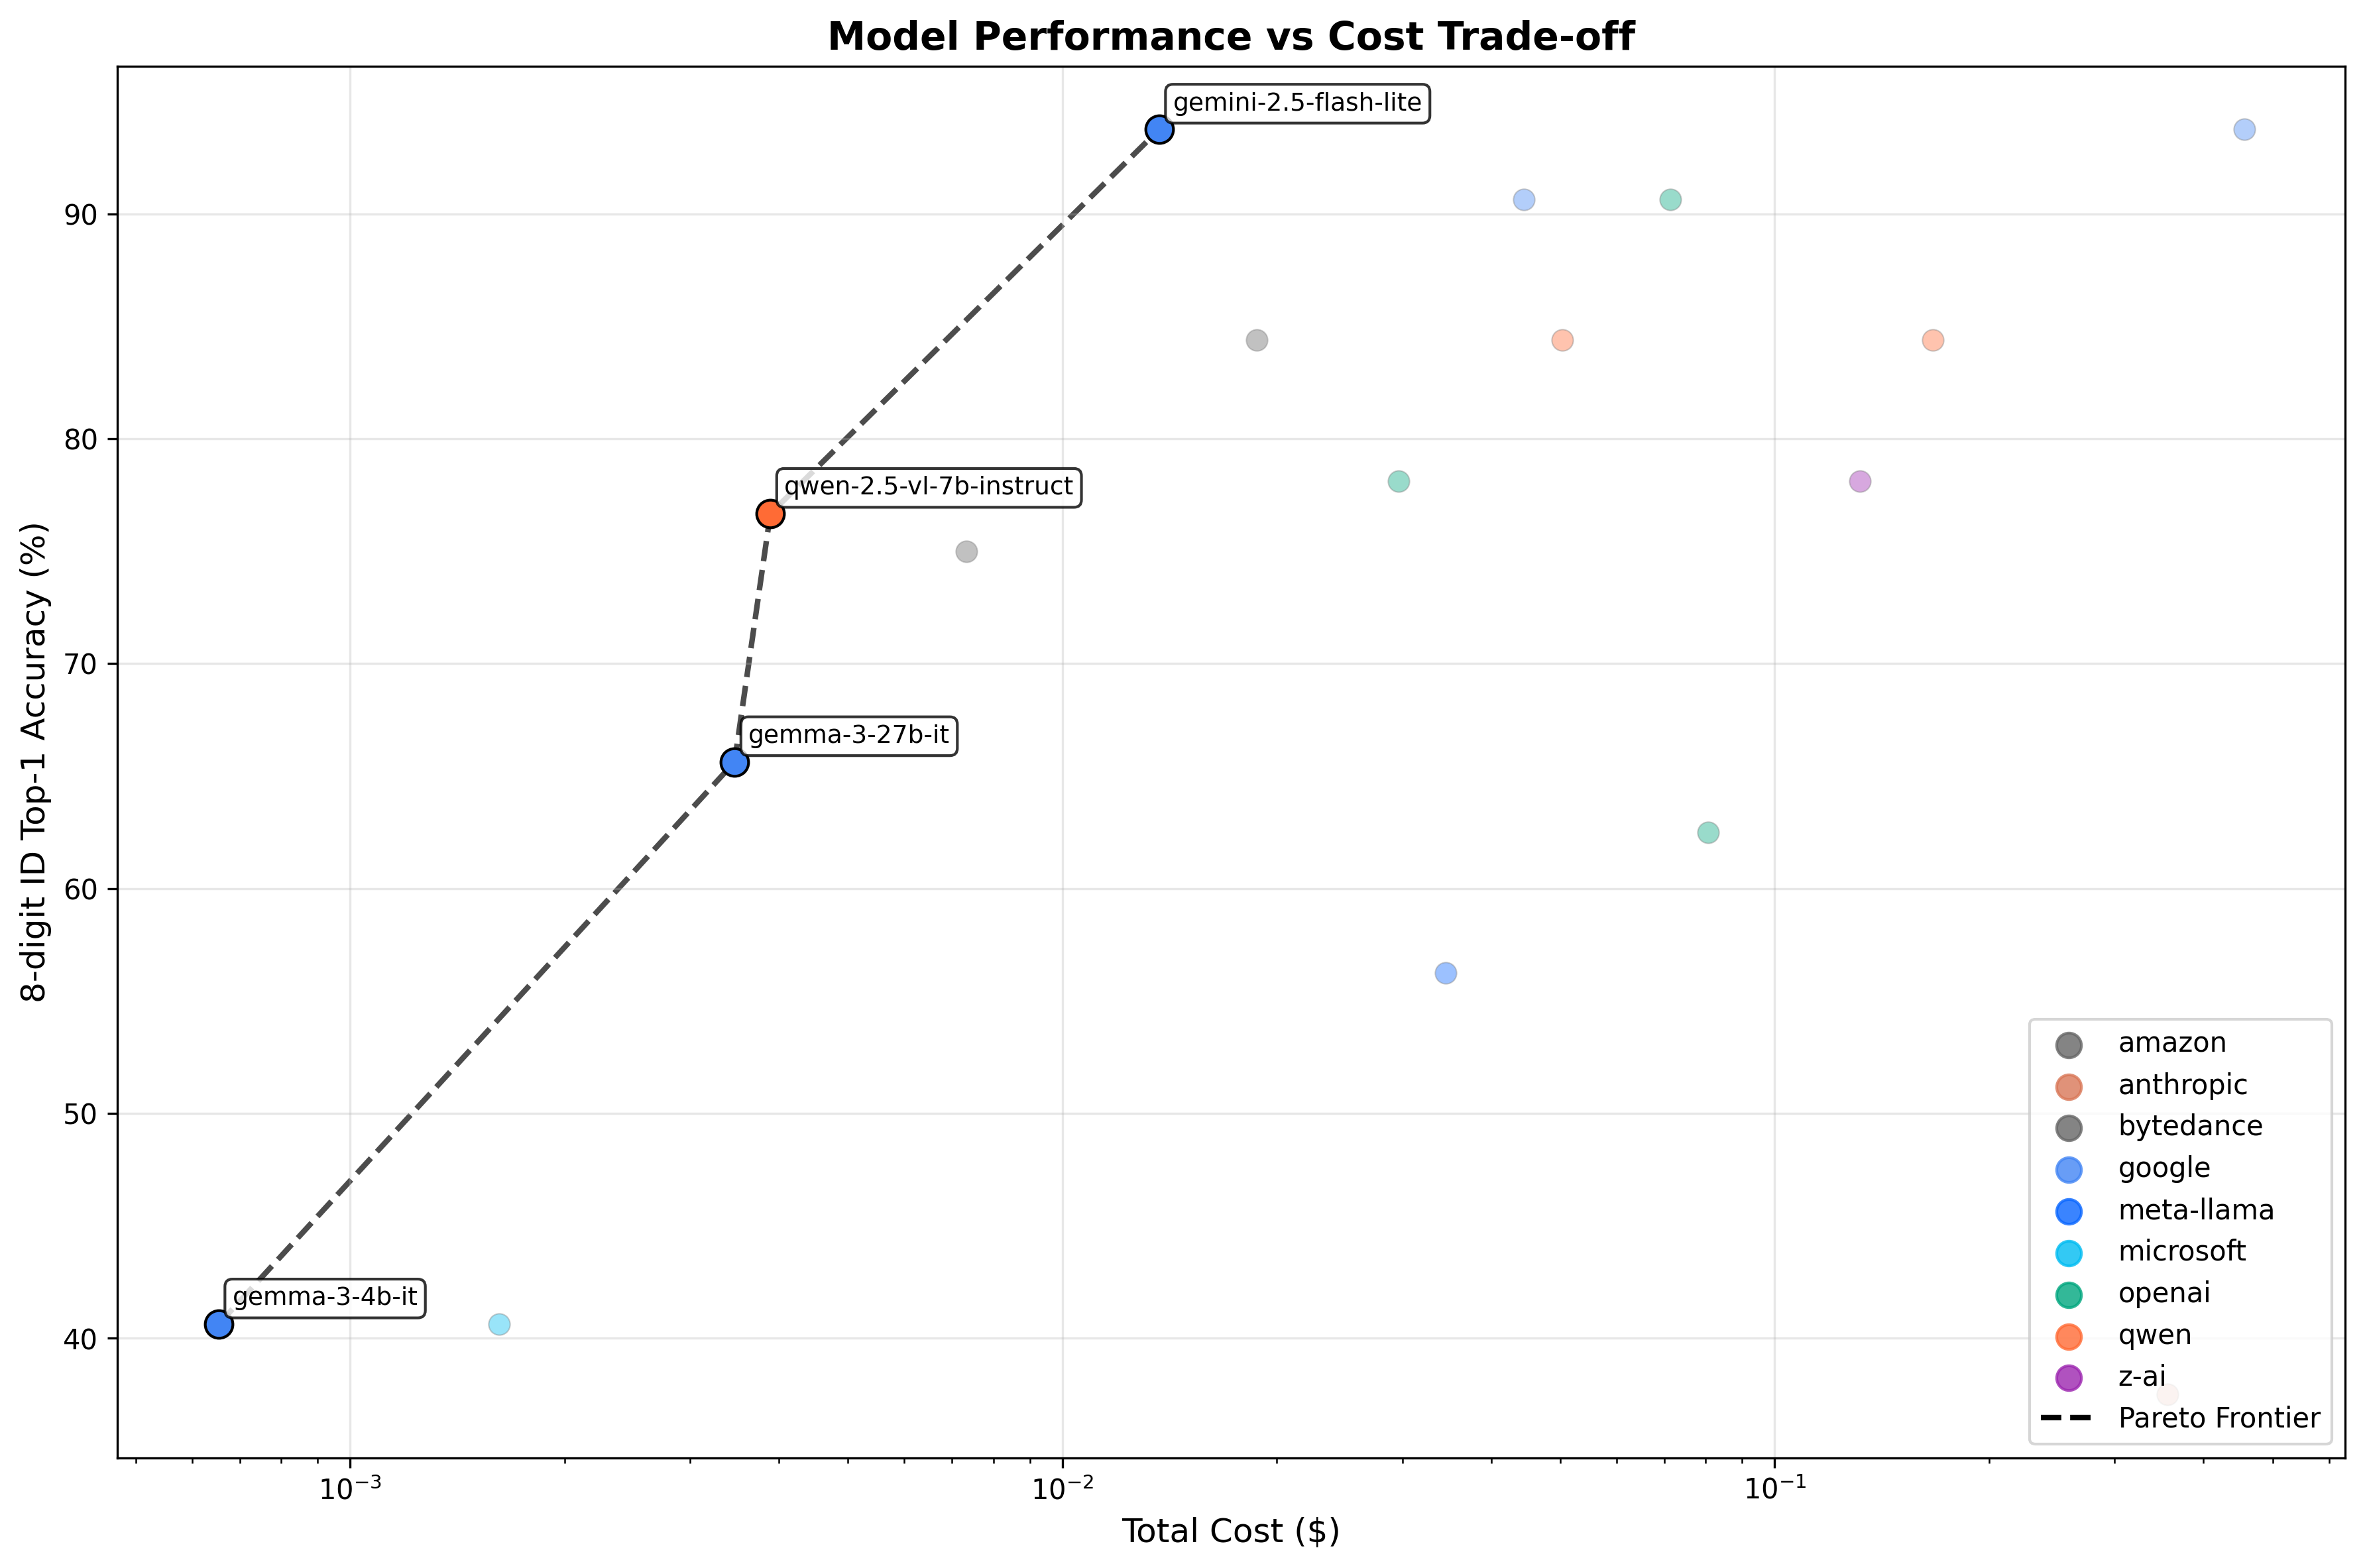 Model Performance vs Cost Trade-off
gemini-2.5-flash-lite
qwen-2.5-vl-7b-instruct
gemma-3-27b-it
gemma-3-4b-it
90
80
70
60
50
40
8-digit ID Top-1 Accuracy (%)
10⁻³
10⁻²
10⁻¹
Total Cost ($)
amazon
anthropic
bytedance
google
meta-llama
microsoft
openai
qwen
z-ai
Pareto Frontier